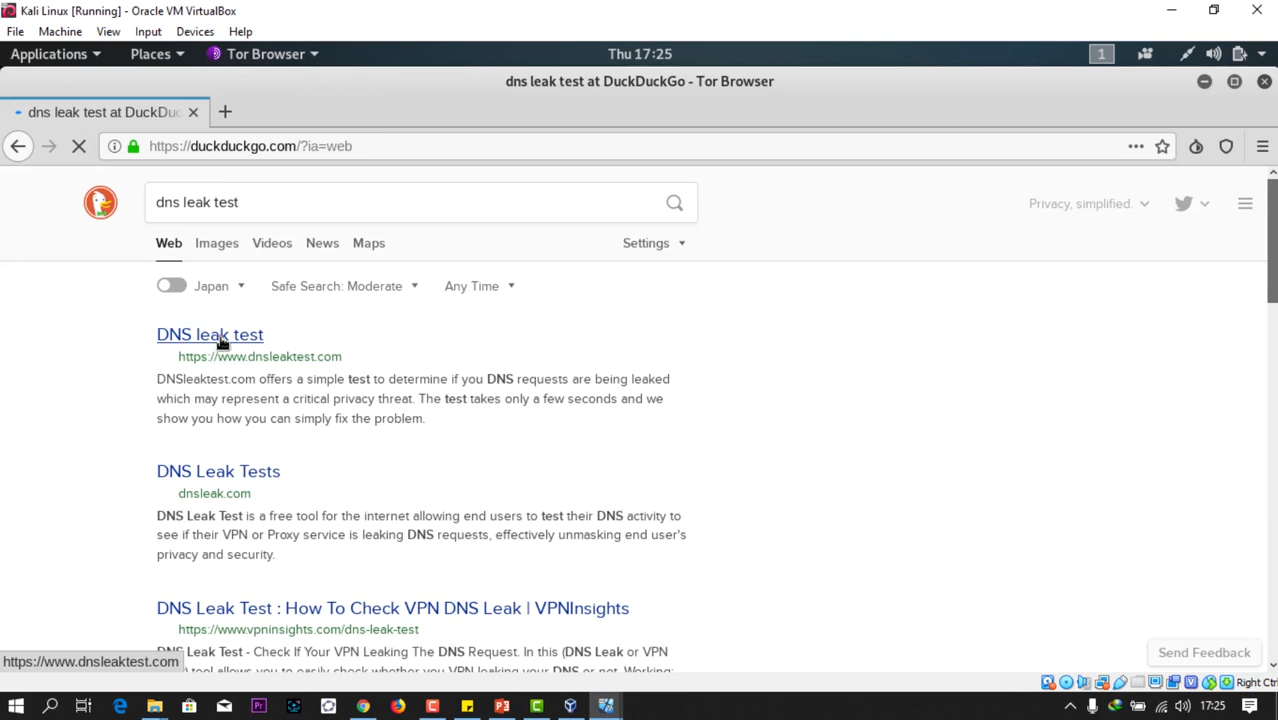 Kali Linux [Running] - Oracle VM VirtualBox
File Machine View Input Devices Help
Applications Places Tor Browser Thu 17:25 1
dns leak test at DuckDuckGo - Tor Browser
dns leak test at DuckDuc
https://duckduckgo.com/?ia=web
dns leak test
Privacy, simplified.
Web Images Videos News Maps Settings
Japan Safe Search: Moderate Any Time
DNS leak test
https://www.dnsleaktest.com
DNSleaktest.com offers a simple test to determine if you DNS requests are being leaked
which may represent a critical privacy threat. The test takes only a few seconds and we
show you how you can simply fix the problem.
DNS Leak Tests
dnsleak.com
DNS Leak Test is a free tool for the internet allowing end users to test their DNS activity to
see if their VPN or Proxy service is leaking DNS requests, effectively unmasking end user's
privacy and security.
DNS Leak Test : How To Check VPN DNS Leak | VPNInsights
https://www.vpninsights.com/dns-leak-test
DNS Leak Test - Check If Your VPN Leaking The DNS Request. In this (DNS Leak or VPN
Leak) tool allows you to easily check whether you VPN leaking your DNS or not. Working:
Send Feedback
https://www.dnsleaktest.com
Right Ctrl
17:25